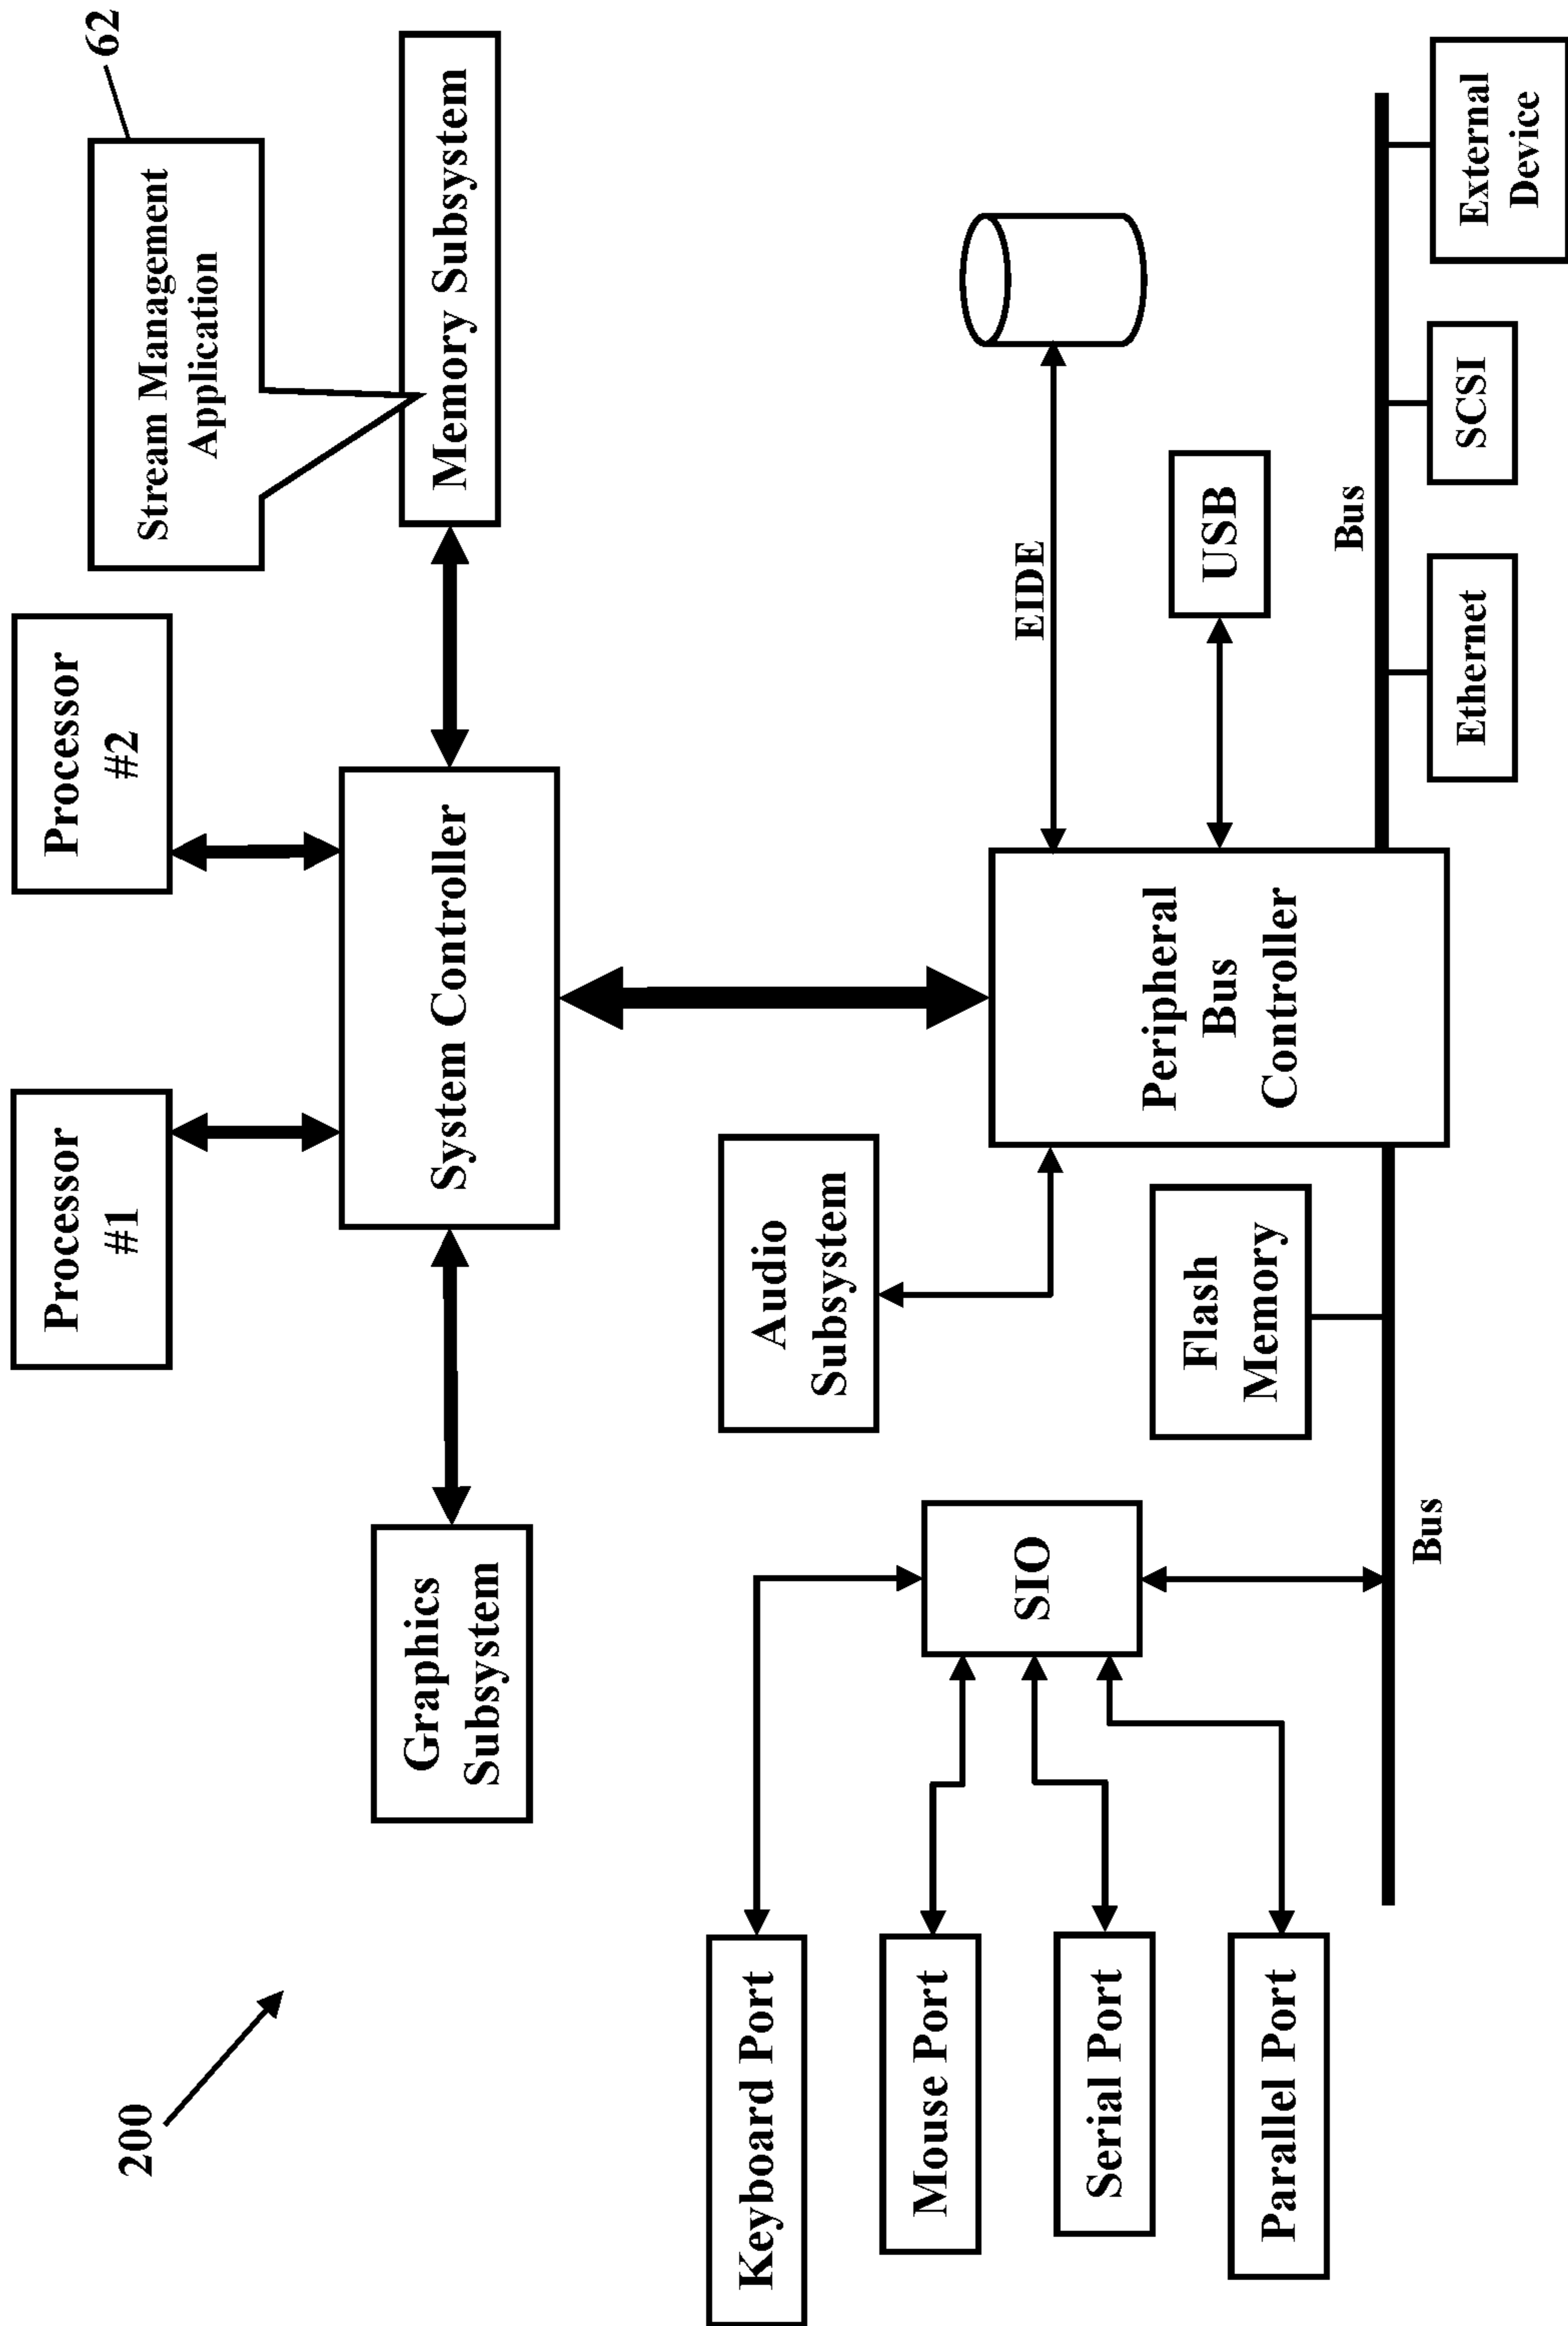 200
62
Processor
#1
Processor
#2
Stream Management
Application
Graphics
Subsystem
System Controller
Memory Subsystem
Keyboard Port
Mouse Port
Serial Port
Parallel Port
SIO
Audio
Subsystem
Flash
Memory
Peripheral
Bus
Controller
EIDE
USB
Bus
Bus
Ethernet
SCSI
External
Device